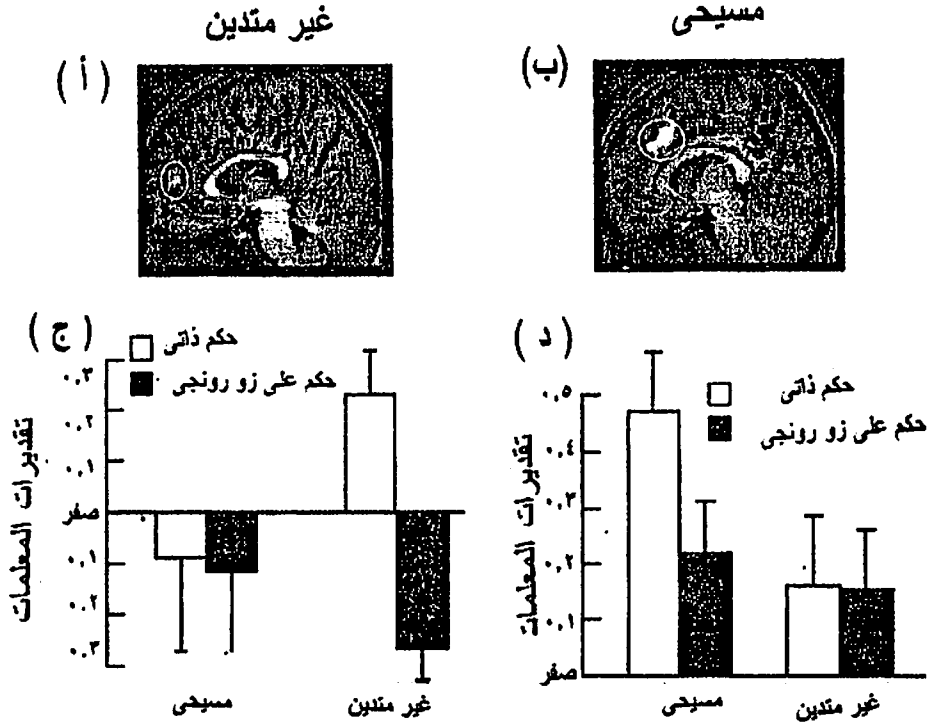 غير متدين
مسيحى
(أ)
(ب)
(ج)
حكم ذاتى
حكم على زو رونجى
تقديرات المعلمات
٠,٣
٠,٢
٠,١
صفر
٠,١
٠,٢
٠,٣
مسيحى
غير متدين
(د)
حكم ذاتى
حكم على زو رونجى
تقديرات المعلمات
٠,٥
٠,٤
٠,٣
٠,٢
٠,١
صفر
مسيحى
غير متدين